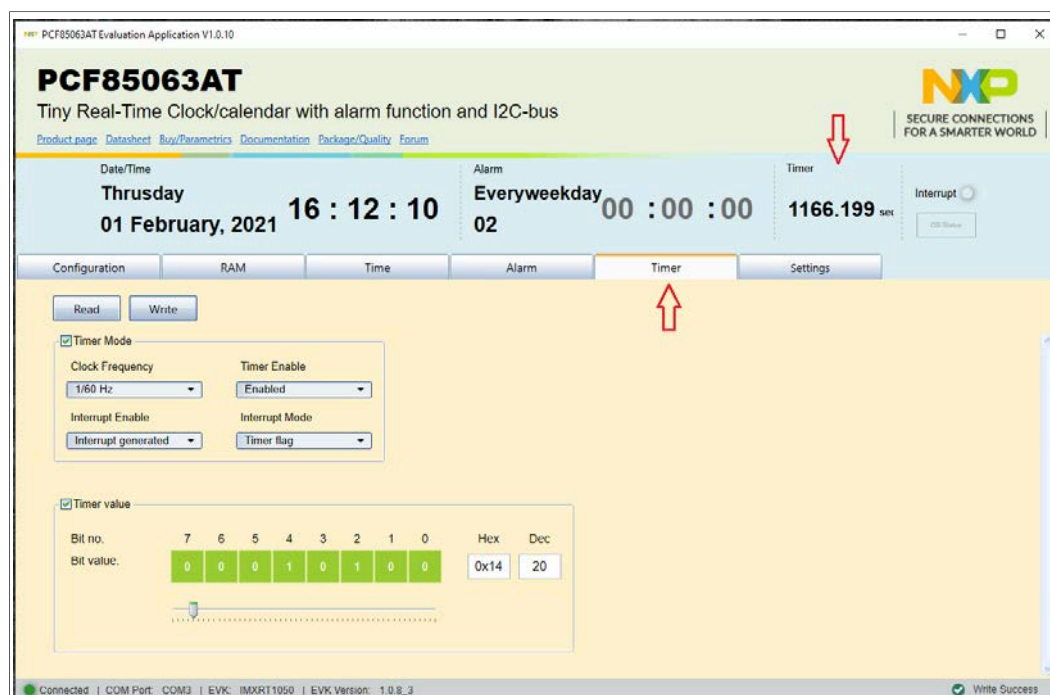 NXP PCF85063AT Evaluation Application V1.0.10
PCF85063AT
Tiny Real-Time Clock/calendar with alarm function and I2C-bus
Product page Datasheet Buy/Parametrics Documentation Package/Quality Forum
NXP
SECURE CONNECTIONS
FOR A SMARTER WORLD
Date/Time
Thrusday
01 February, 2021
16 : 12 : 10
Alarm
Everyweekday
02
00 : 00 : 00
Timer
1166.199 sec
Interrupt
OS Status
Configuration RAM Time Alarm Timer Settings
Read Write
Timer Mode
Clock Frequency Timer Enable
1/60 Hz Enabled
Interrupt Enable Interrupt Mode
Interrupt generated Timer flag
Timer value
Bit no. 7 6 5 4 3 2 1 0 Hex Dec
Bit value. 0 0 0 1 0 1 0 0 0x14 20
Connected | COM Port: COM3 | EVK: IMXRT1050 | EVK Version: 1.0.8_3 Write Success